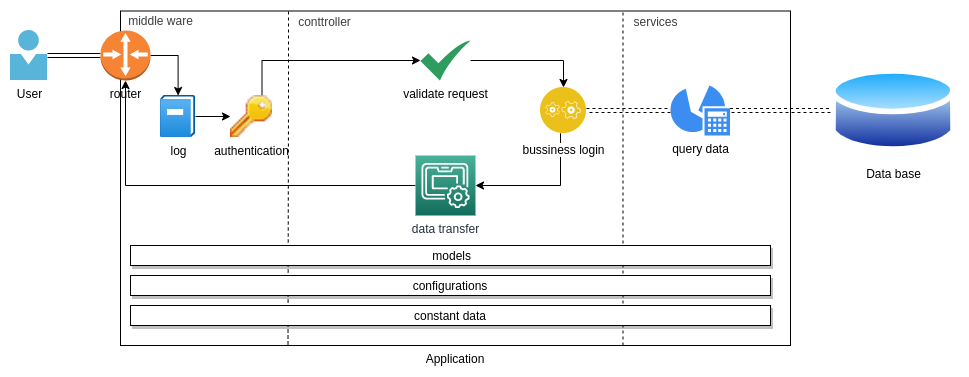 middle ware
conttroller
services
User
router
validate request
log
authentication
bussiness login
query data
Data base
data transfer
models
configurations
constant data
Application